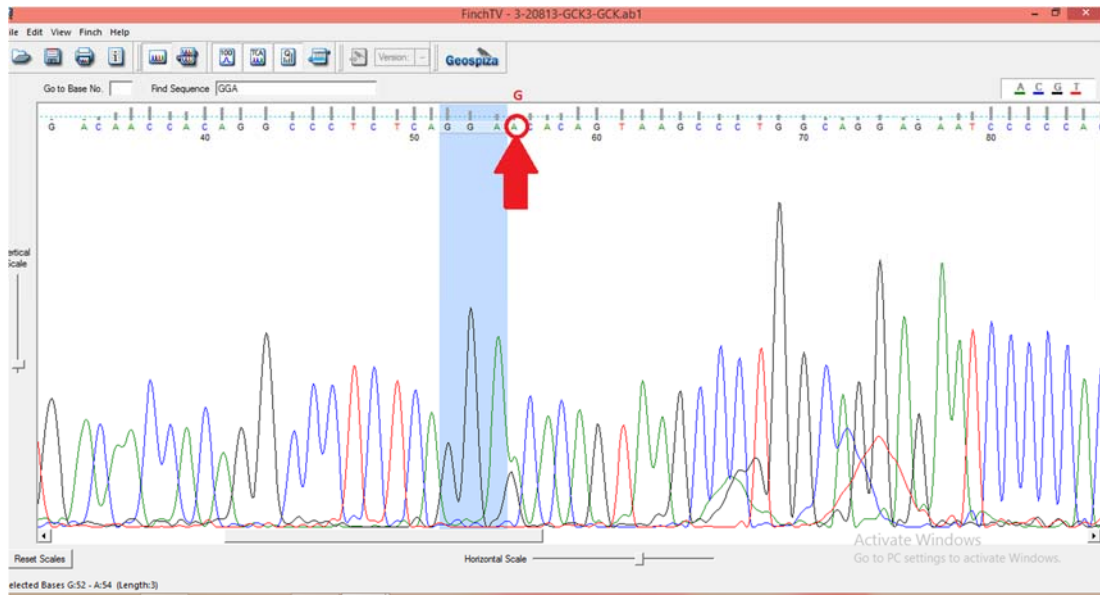 FinchTV - 3-20813-GCK3-GCK.ab1
ile Edit View Finch Help
Version: Geospiza
Go to Base No. Find Sequence GGA A C G T
G
G A C A A C C A C A G G C C C T C T C A G G A A C A C A G T A A G C C C T G G C A G G A G A A T C C C C C A C
40 50 60 70 80
ertical
Scale
Activate Windows
Go to PC settings to activate Windows.
Reset Scales Horizontal Scale
elected Bases G:52 - A:54 (Length:3)